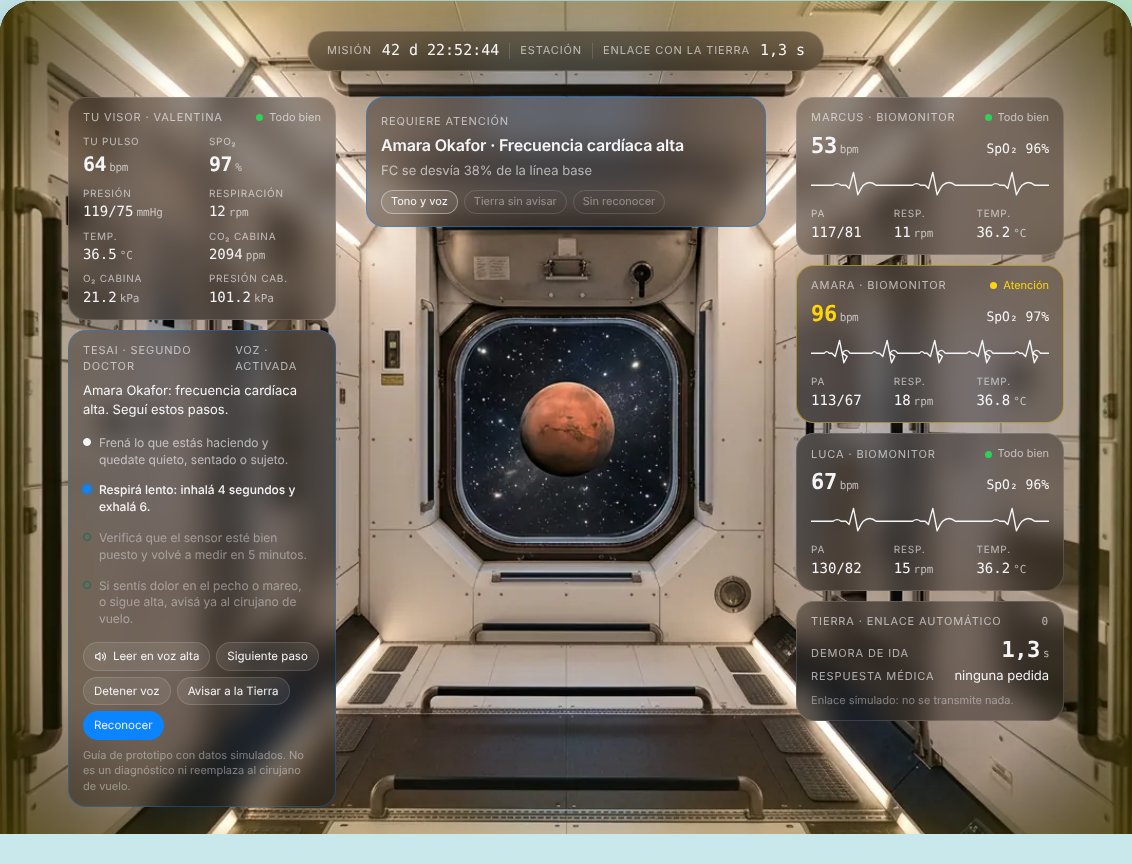 MISIÓN 42 d 22:52:44 ESTACIÓN ENLACE CON LA TIERRA 1,3 s
TU VISOR · VALENTINA Todo bien
TU PULSO SPO₂
64 bpm 97 %
PRESIÓN RESPIRACIÓN
119/75 mmHg 12 rpm
TEMP. CO₂ CABINA
36.5 °C 2094 ppm
O₂ CABINA PRESIÓN CAB.
21.2 kPa 101.2 kPa
TESAI · SEGUNDO DOCTOR
VOZ · ACTIVADA
Amara Okafor: frecuencia cardíaca
alta. Seguí estos pasos.
Frená lo que estás haciendo y
quedate quieto, sentado o sujeto.
Respirá lento: inhalá 4 segundos y
exhalá 6.
Verificá que el sensor esté bien
puesto y volvé a medir en 5 minutos.
Si sentís dolor en el pecho o mareo,
o sigue alta, avisá ya al cirujano de
vuelo.
Leer en voz alta Siguiente paso
Detener voz Avisar a la Tierra
Reconocer
Guía de prototipo con datos simulados. No
es un diagnóstico ni reemplaza al cirujano
de vuelo.
REQUIERE ATENCIÓN
Amara Okafor · Frecuencia cardíaca alta
FC se desvía 38% de la línea base
Tono y voz Tierra sin avisar Sin reconocer
MARCUS · BIOMONITOR Todo bien
53 bpm SpO₂ 96%
PA RESP. TEMP.
117/81 11 rpm 36.2 °C
AMARA · BIOMONITOR Atención
96 bpm SpO₂ 97%
PA RESP. TEMP.
113/67 18 rpm 36.8 °C
LUCA · BIOMONITOR Todo bien
67 bpm SpO₂ 96%
PA RESP. TEMP.
130/82 15 rpm 36.2 °C
TIERRA · ENLACE AUTOMÁTICO 0
DEMORA DE IDA 1,3 s
RESPUESTA MÉDICA ninguna pedida
Enlace simulado: no se transmite nada.